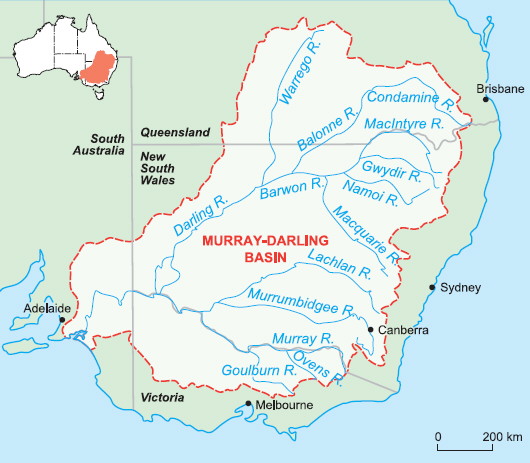 Warrego R.
Condamine R.
Brisbane
Balonne R.
MacIntyre R.
South
Australia
Queensland
New
South
Wales
Gwydir R.
Barwon R.
Namoi R.
Darling R.
Macquarie R.
MURRAY-DARLING
BASIN
Lachlan R.
Sydney
Murrumbidgee R.
Adelaide
Canberra
Murray R.
Ovens R.
Goulburn R.
Victoria
Melbourne
0 200 km